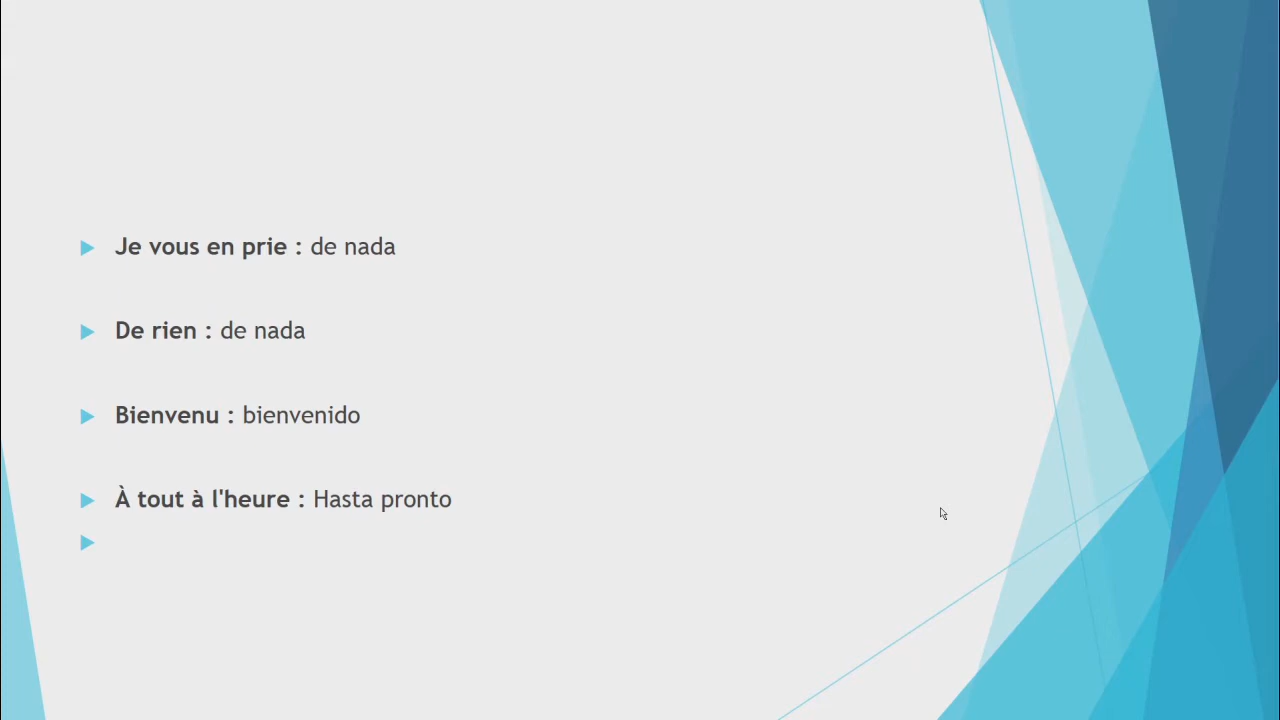 Je vous en prie : de nada
De rien : de nada
Bienvenu : bienvenido
À tout à l'heure : Hasta pronto